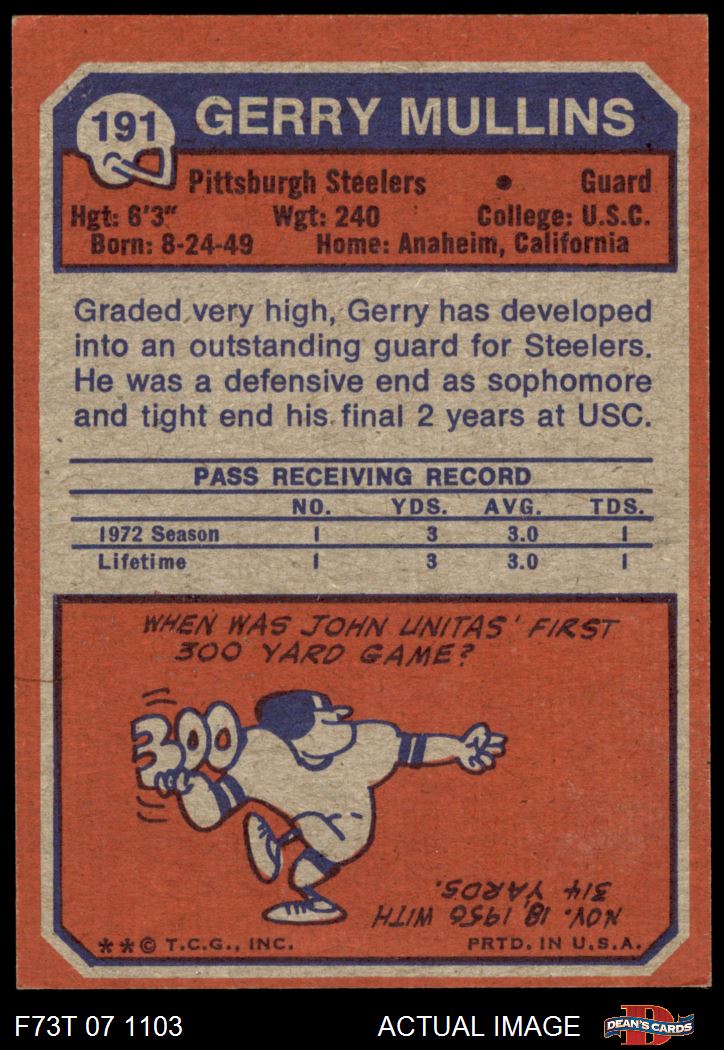 191 GERRY MULLINS
Pittsburgh Steelers • Guard
Hgt: 6'3" Wgt: 240 College: U.S.C.
Born: 8-24-49 Home: Anaheim, California
Graded very high, Gerry has developed
into an outstanding guard for Steelers.
He was a defensive end as sophomore
and tight end his final 2 years at USC.
PASS RECEIVING RECORD
NO. YDS. AVG. TDS.
1972 Season 1 3 3.0 1
Lifetime 1 3 3.0 1
WHEN WAS JOHN UNITAS' FIRST
300 YARD GAME?
300
NOV. 18 1956 WITH
314 YARDS.
**© T.C.G., INC. PRTD. IN U.S.A.
F73T 07 1103 ACTUAL IMAGE D DEAN'S CARDS